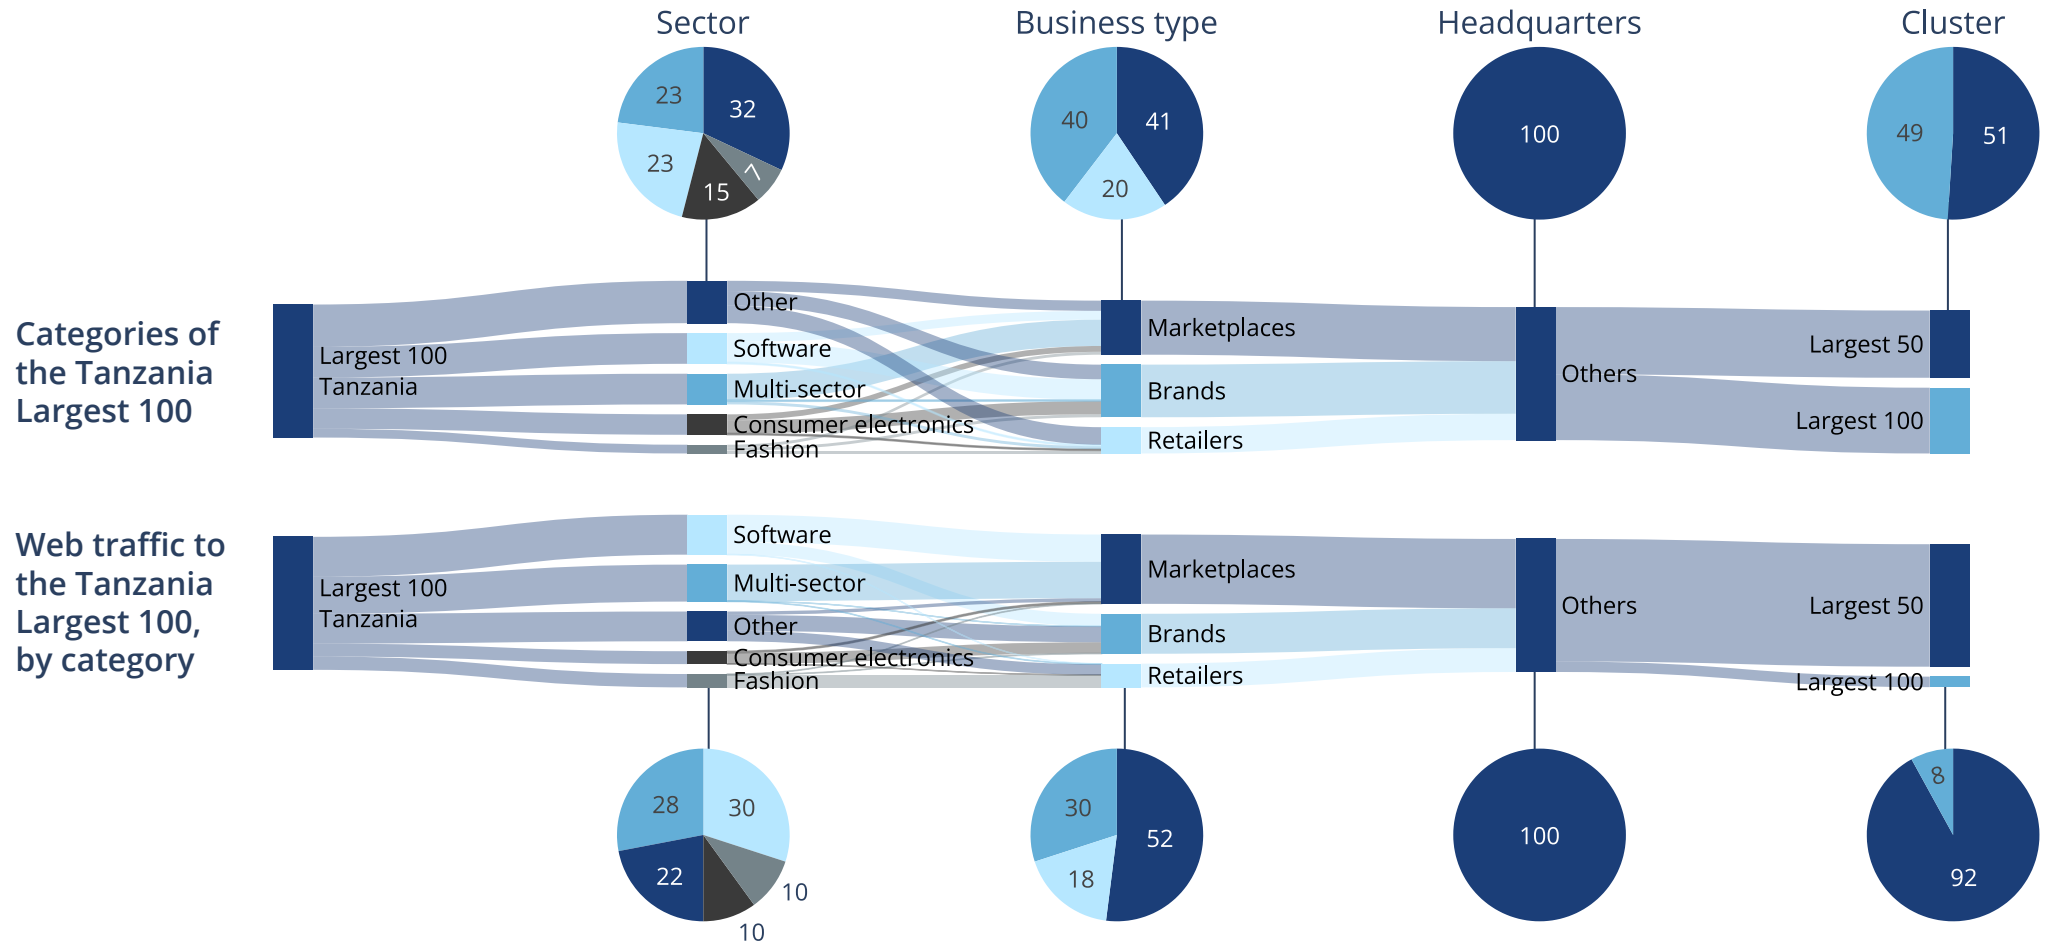 Sector
Business type
Headquarters
Cluster
23
32
23
15
7
40
41
20
100
49
51
Categories of
the Tanzania
Largest 100
Largest 100
Tanzania
Other
Software
Multi-sector
Consumer electronics
Fashion
Marketplaces
Brands
Retailers
Others
Largest 50
Largest 100
Web traffic to
the Tanzania
Largest 100,
by category
Largest 100
Tanzania
Software
Multi-sector
Other
Consumer electronics
Fashion
Marketplaces
Brands
Retailers
Others
Largest 50
Largest 100
28
30
22
10
10
30
52
18
100
8
92